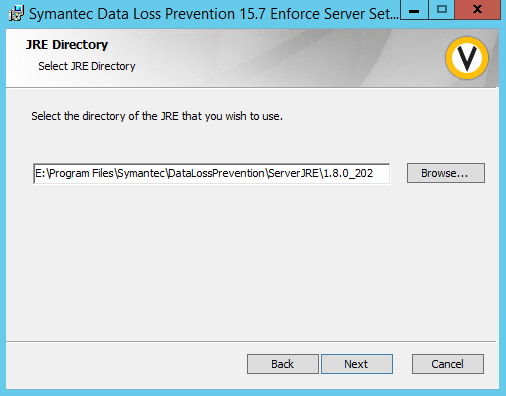 Symantec Data Loss Prevention 15.7 Enforce Server Set...
JRE Directory
Select JRE Directory
Select the directory of the JRE that you wish to use.
E:\Program Files\Symantec\DataLossPrevention\ServerJRE\1.8.0_202
Browse...
Back
Next
Cancel